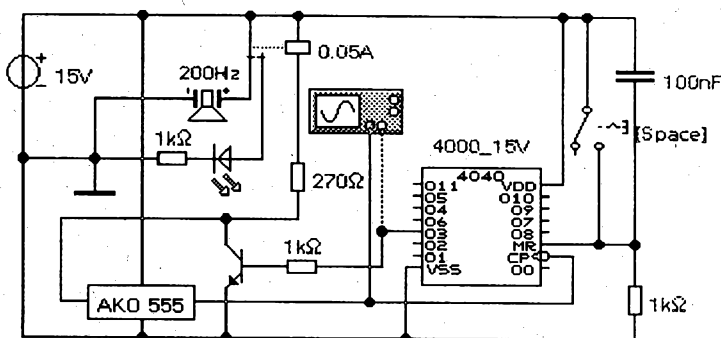 15V
200Hz
0.05A
1kΩ
270Ω
1kΩ
AKO 555
4000_15V
4040
O11
O5
O4
O6
O3
O2
O1
VSS
VDD
O10
O9
O7
O8
MR
CP
O0
100nF
[Space]
1kΩ